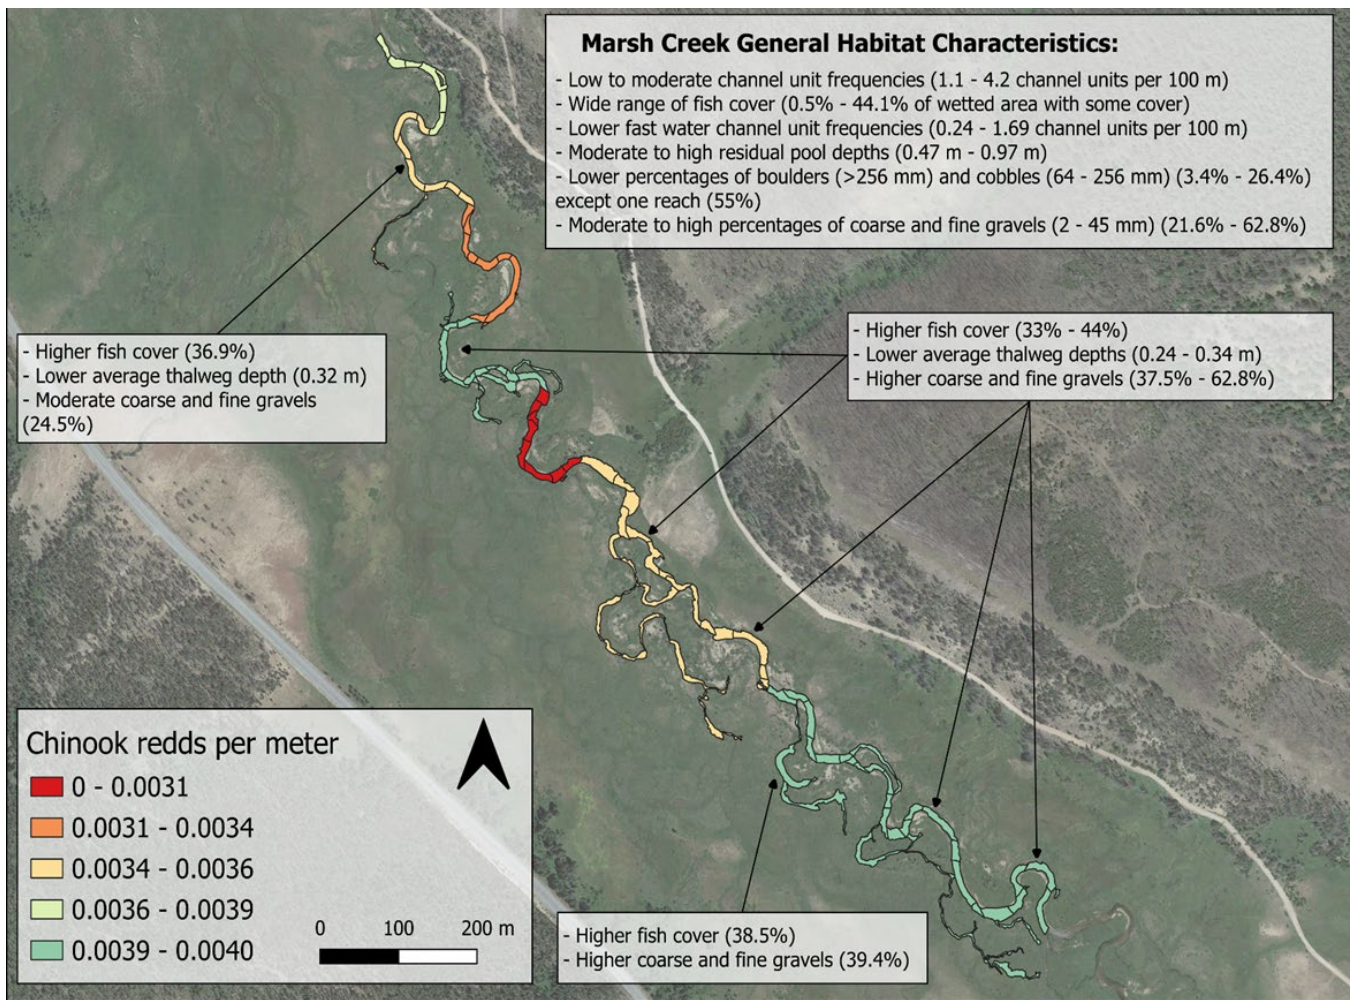 Marsh Creek General Habitat Characteristics:
- Low to moderate channel unit frequencies (1.1 - 4.2 channel units per 100 m)
- Wide range of fish cover (0.5% - 44.1% of wetted area with some cover)
- Lower fast water channel unit frequencies (0.24 - 1.69 channel units per 100 m)
- Moderate to high residual pool depths (0.47 m - 0.97 m)
- Lower percentages of boulders (>256 mm) and cobbles (64 - 256 mm) (3.4% - 26.4%)
except one reach (55%)
- Moderate to high percentages of coarse and fine gravels (2 - 45 mm) (21.6% - 62.8%)
- Higher fish cover (36.9%)
- Lower average thalweg depth (0.32 m)
- Moderate coarse and fine gravels
(24.5%)
- Higher fish cover (33% - 44%)
- Lower average thalweg depths (0.24 - 0.34 m)
- Higher coarse and fine gravels (37.5% - 62.8%)
Chinook redds per meter
0 - 0.0031
0.0031 - 0.0034
0.0034 - 0.0036
0.0036 - 0.0039
0.0039 - 0.0040
0 100 200 m
- Higher fish cover (38.5%)
- Higher coarse and fine gravels (39.4%)